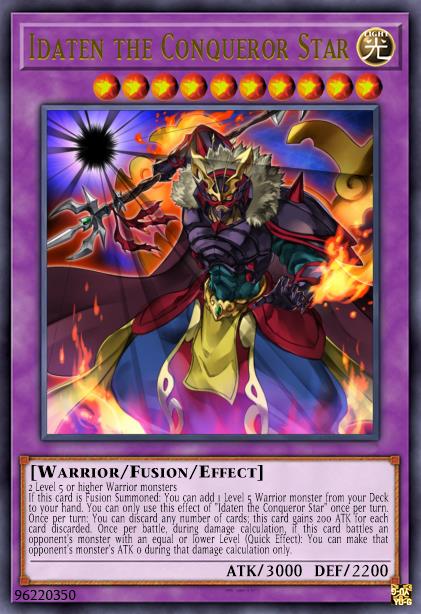 Idaten the Conqueror Star
LIGHT
光
[Warrior/Fusion/Effect]
2 Level 5 or higher Warrior monsters
If this card is Fusion Summoned: You can add 1 Level 5 Warrior monster from your Deck
to your hand. You can only use this effect of "Idaten the Conqueror Star" once per turn.
Once per turn: You can discard any number of cards; this card gains 200 ATK for each
card discarded. Once per battle, during damage calculation, if this card battles an
opponent's monster with an equal or lower Level (Quick Effect): You can make that
opponent's monster's ATK 0 during that damage calculation only.
ATK/3000 DEF/2200
96220350